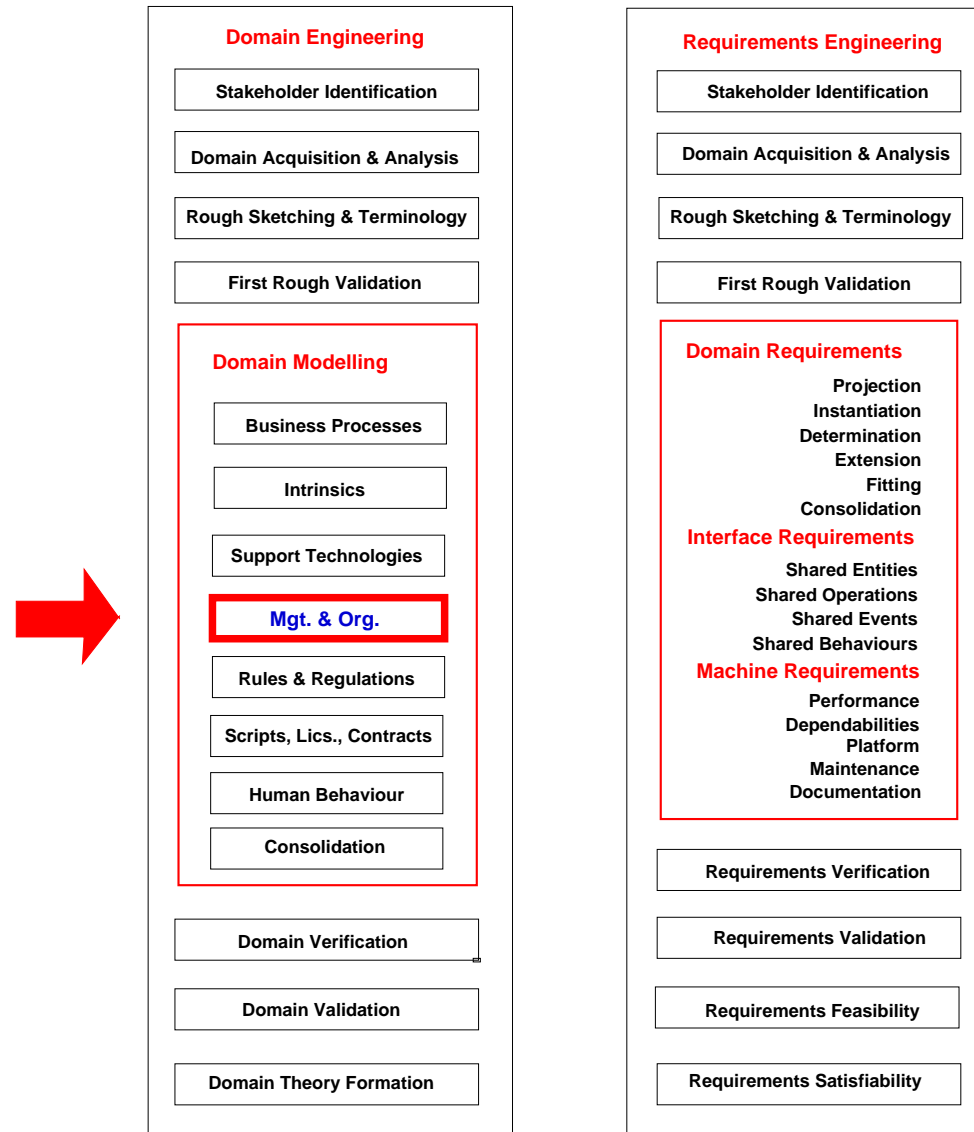 Domain Engineering
Stakeholder Identification
Domain Acquisition & Analysis
Rough Sketching & Terminology
First Rough Validation
Domain Modelling
Business Processes
Intrinsics
Support Technologies
Mgt. & Org.
Rules & Regulations
Scripts, Lics., Contracts
Human Behaviour
Consolidation
Domain Verification
Domain Validation
Domain Theory Formation
Requirements Engineering
Stakeholder Identification
Domain Acquisition & Analysis
Rough Sketching & Terminology
First Rough Validation
Domain Requirements
Projection
Instantiation
Determination
Extension
Fitting
Consolidation
Interface Requirements
Shared Entities
Shared Operations
Shared Events
Shared Behaviours
Machine Requirements
Performance
Dependabilities
Platform
Maintenance
Documentation
Requirements Verification
Requirements Validation
Requirements Feasibility
Requirements Satisfiability